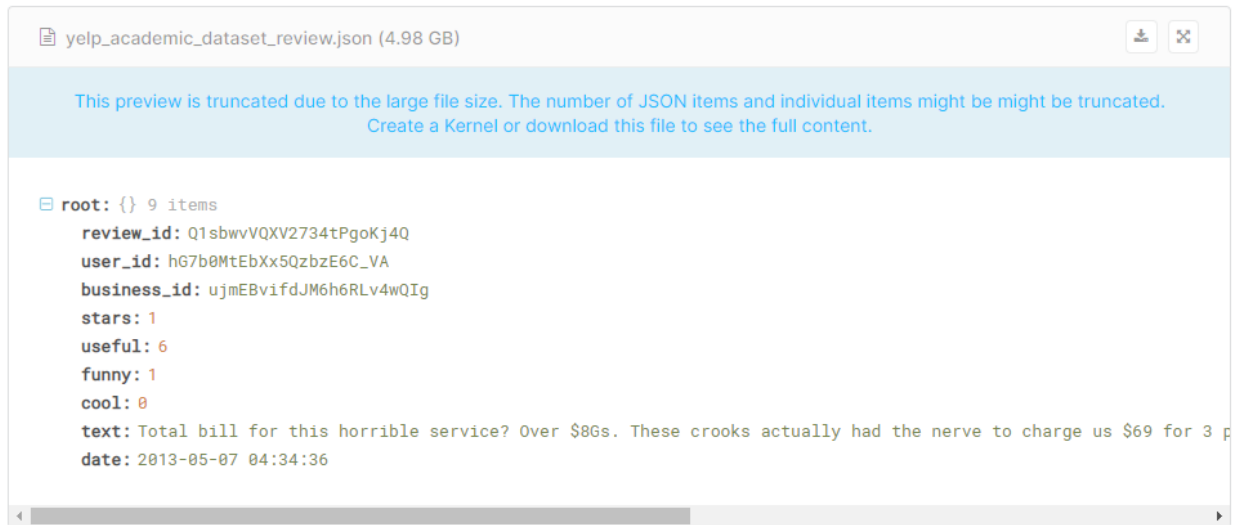 yelp_academic_dataset_review.json (4.98 GB)
This preview is truncated due to the large file size. The number of JSON items and individual items might be might be truncated.
Create a Kernel or download this file to see the full content.
root: {} 9 items
review_id: Q1sbwvVQXV2734tPgoKj4Q
user_id: hG7b0MtEbXx5QzbzE6C_VA
business_id: ujmEBvifdJM6h6RLv4wQIg
stars: 1
useful: 6
funny: 1
cool: 0
text: Total bill for this horrible service? Over $8Gs. These crooks actually had the nerve to charge us $69 for 3 p
date: 2013-05-07 04:34:36